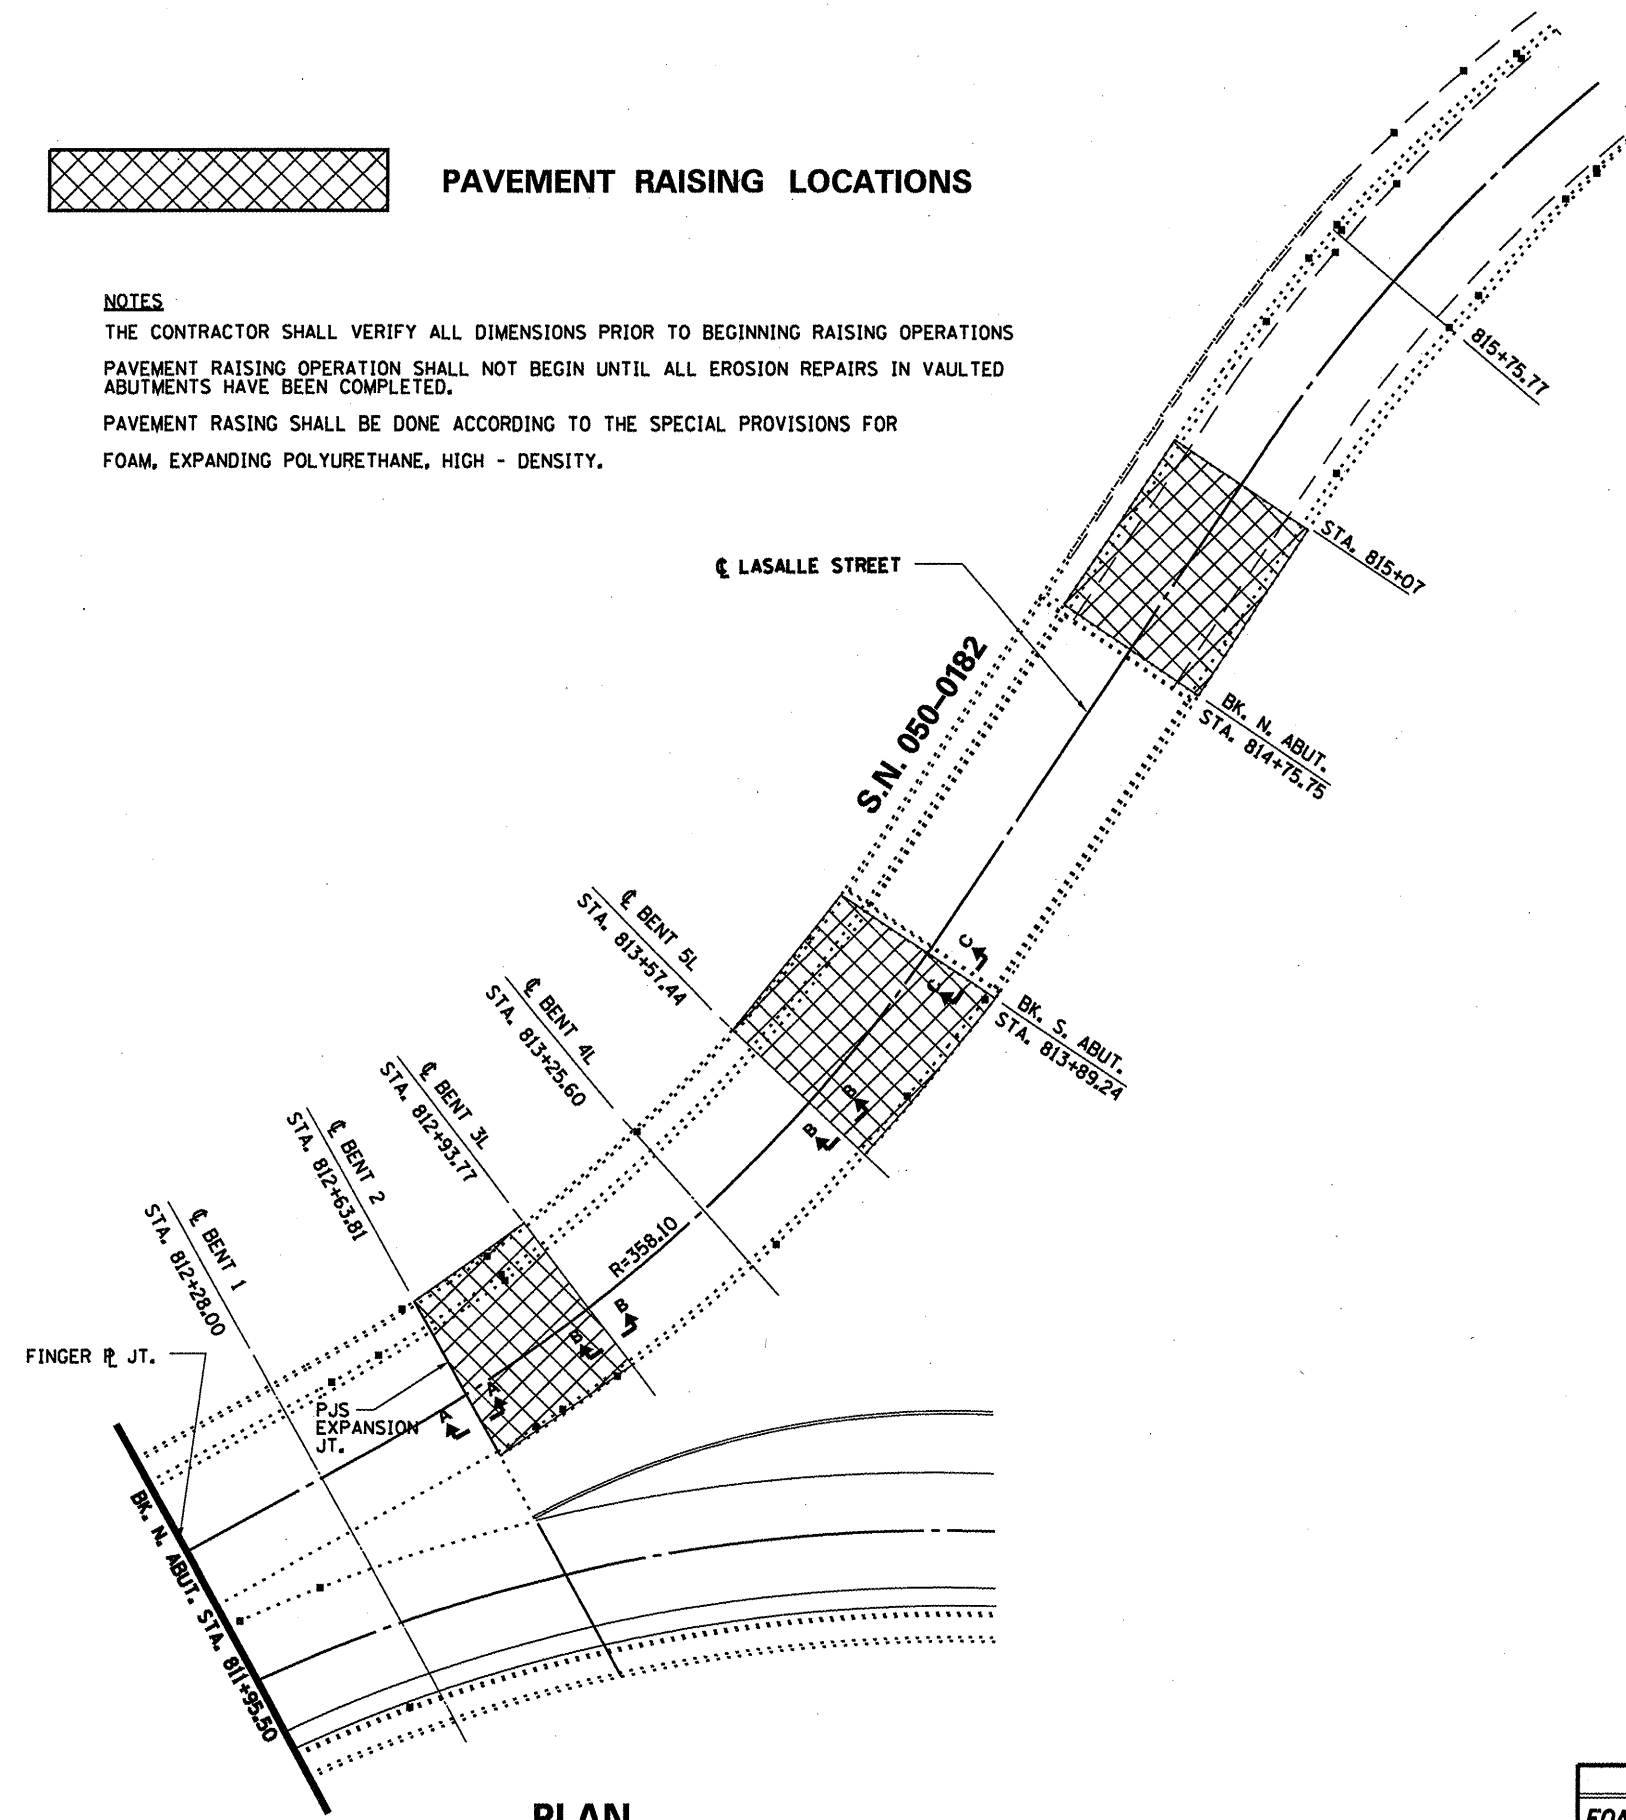 PAVEMENT RAISING LOCATIONS
NOTES
THE CONTRACTOR SHALL VERIFY ALL DIMENSIONS PRIOR TO BEGINNING RAISING OPERATIONS
PAVEMENT RAISING OPERATION SHALL NOT BEGIN UNTIL ALL EROSION REPAIRS IN VAULTED
ABUTMENTS HAVE BEEN COMPLETED.
PAVEMENT RASING SHALL BE DONE ACCORDING TO THE SPECIAL PROVISIONS FOR
FOAM, EXPANDING POLYURETHANE, HIGH - DENSITY.
815+75.77
STA. 815+07
℄ LASALLE STREET
S.N. 050-0182
BK. N. ABUT.
STA. 814+75.75
℄ BENT 5L
STA. 813+57.44
C
C
BK. S. ABUT.
STA. 813+89.24
℄ BENT 4L
STA. 813+25.60
℄ BENT 3L
STA. 812+93.77
B
B
℄ BENT 2
STA. 812+63.81
℄ BENT 1
STA. 812+28.00
R=358.10
B
B
FINGER ⅊ JT.
PJS
EXPANSION
JT.
A
A
BK. N. ABUT. STA. 811+95.50
PLAN